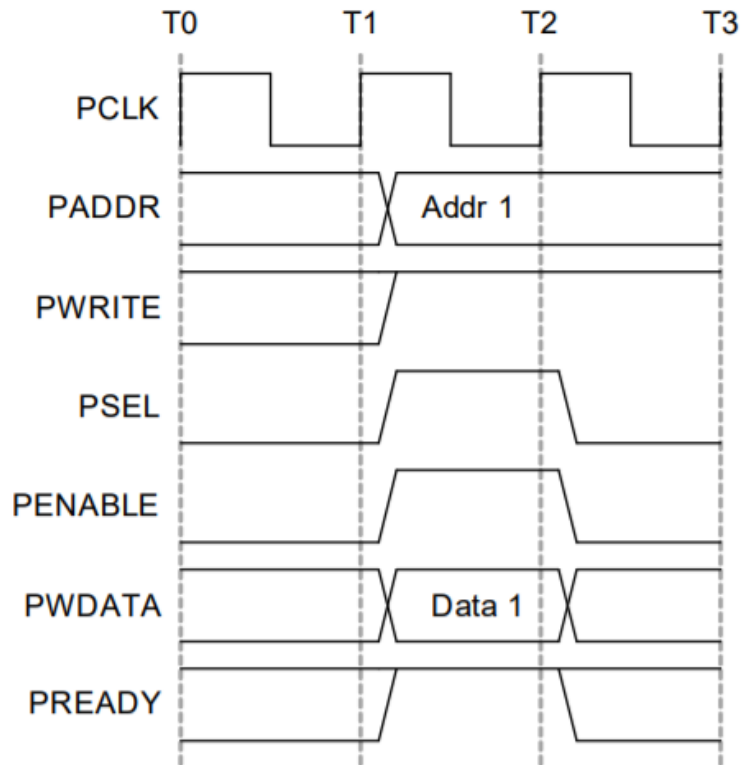 T0 T1 T2 T3
PCLK
PADDR Addr 1
PWRITE
PSEL
PENABLE
PWDATA Data 1
PREADY